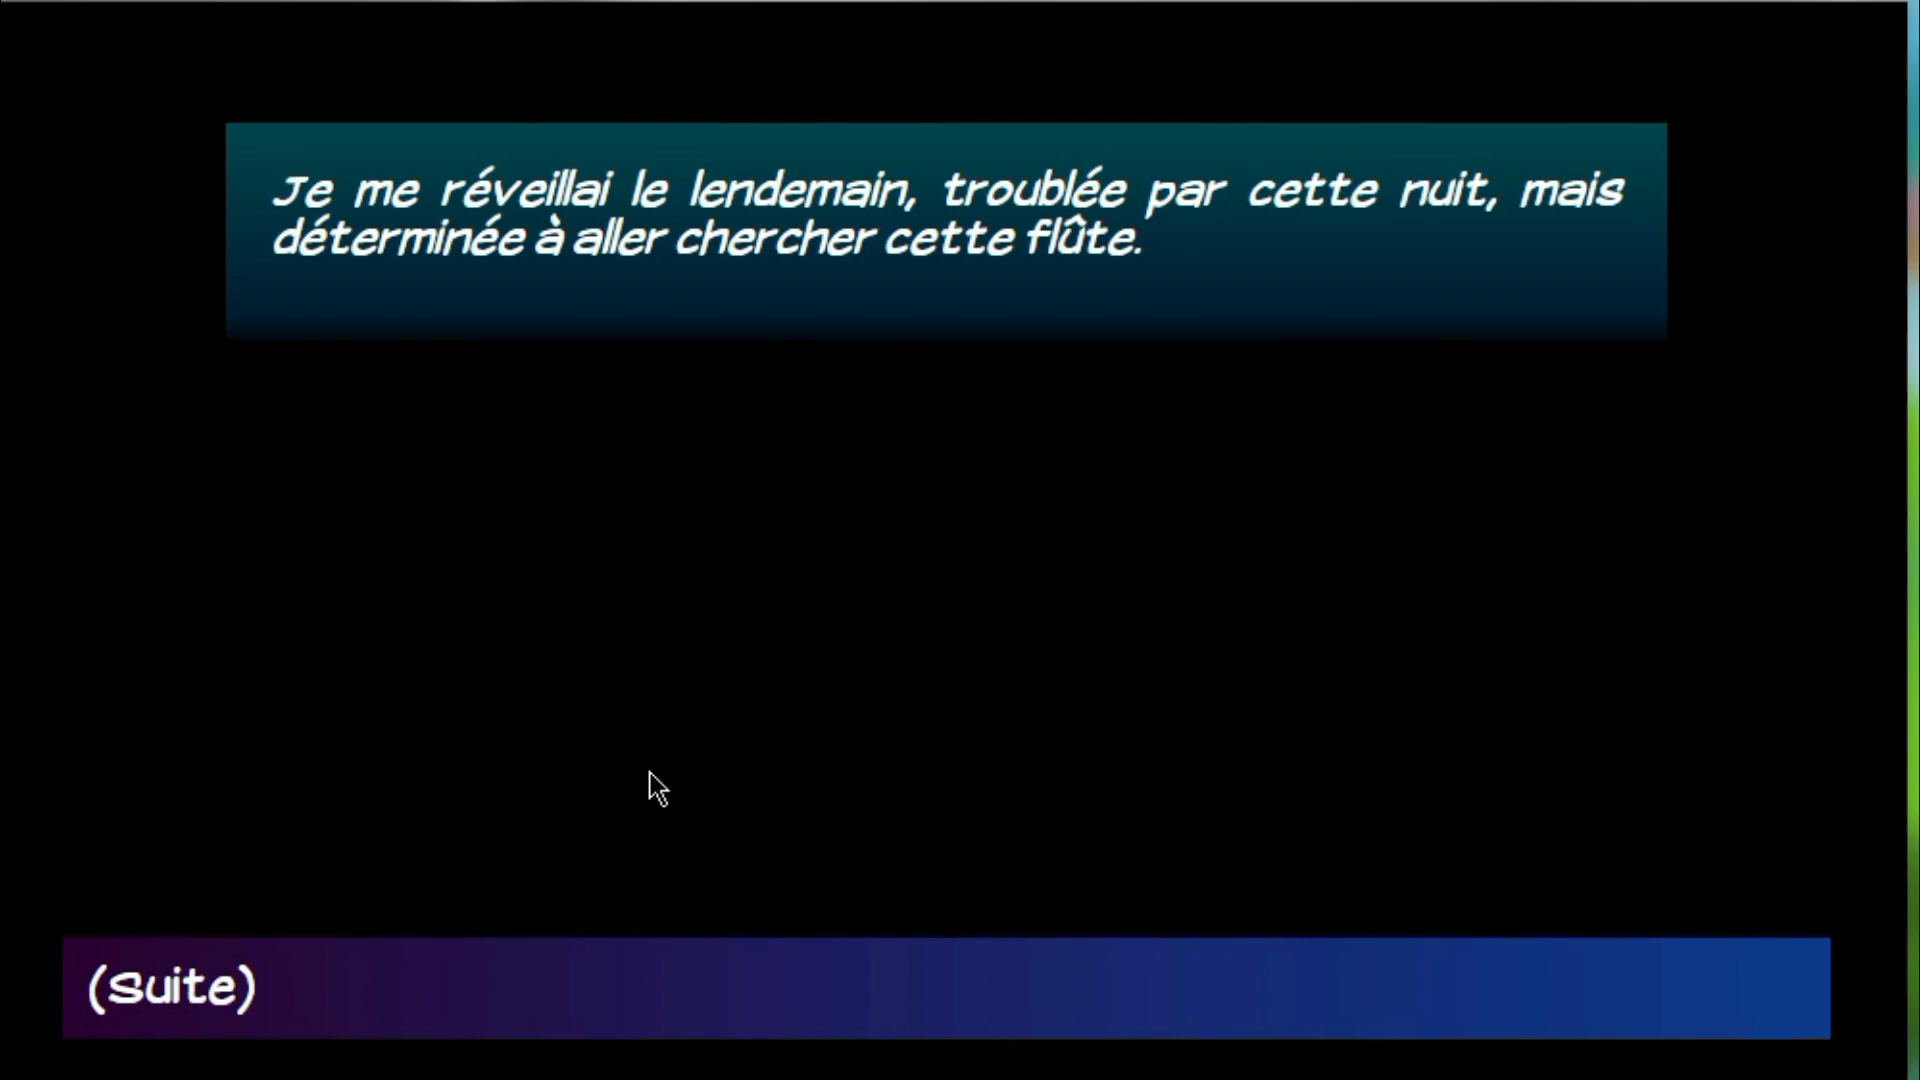 Je me réveillai le lendemain, troublée par cette nuit, mais
déterminée à aller chercher cette flûte.
(Suite)